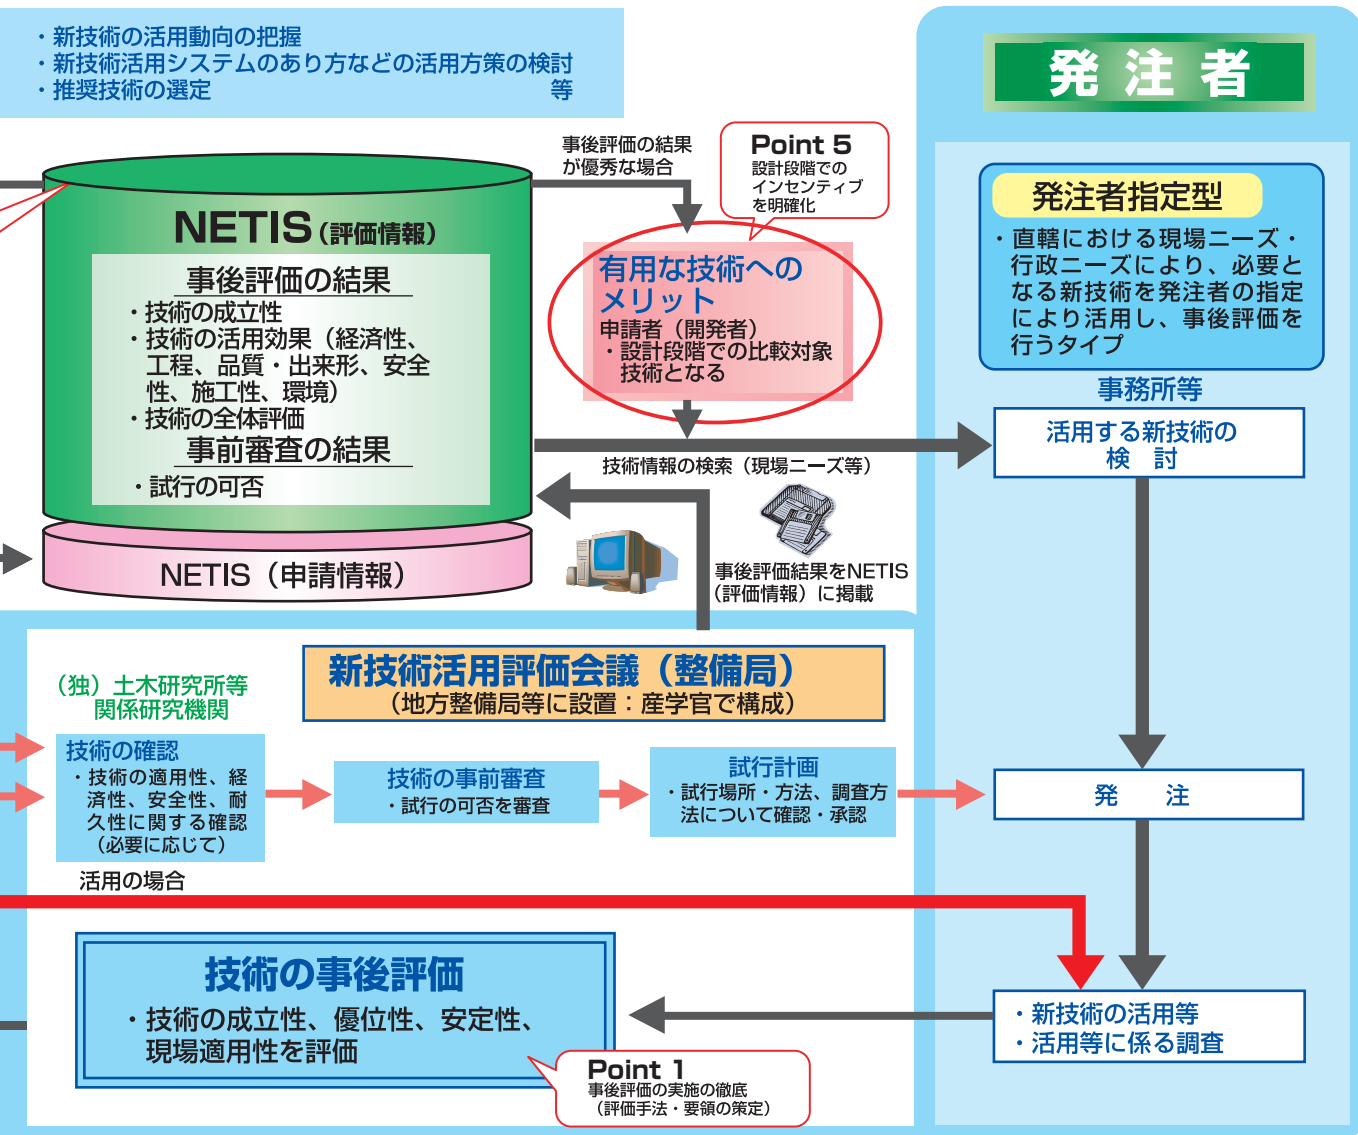 ・新技術の活用動向の把握
・新技術活用システムのあり方などの活用方策の検討
・推奨技術の選定　等
発注者
発注者指定型
・直轄における現場ニーズ・
行政ニーズにより、必要と
なる新技術を発注者の指定
により活用し、事後評価を
行うタイプ
事務所等
活用する新技術の
検　討
発　注
・新技術の活用等
・活用等に係る調査
NETIS（評価情報）
事後評価の結果
・技術の成立性
・技術の活用効果（経済性、
工程、品質・出来形、安全
性、施工性、環境）
・技術の全体評価
事前審査の結果
・試行の可否
NETIS（申請情報）
事後評価の結果
が優秀な場合
Point 5
設計段階での
インセンティブ
を明確化
有用な技術への
メリット
申請者（開発者）
・設計段階での比較対象
技術となる
技術情報の検索（現場ニーズ等）
事後評価結果をNETIS
（評価情報）に掲載
新技術活用評価会議（整備局）
（地方整備局等に設置：産学官で構成）
（独）土木研究所等
関係研究機関
技術の確認
・技術の適用性、経
済性、安全性、耐
久性に関する確認
（必要に応じて）
技術の事前審査
・試行の可否を審査
試行計画
・試行場所・方法、調査方
法について確認・承認
活用の場合
技術の事後評価
・技術の成立性、優位性、安定性、
現場適用性を評価
Point 1
事後評価の実施の徹底
（評価手法・要領の策定）